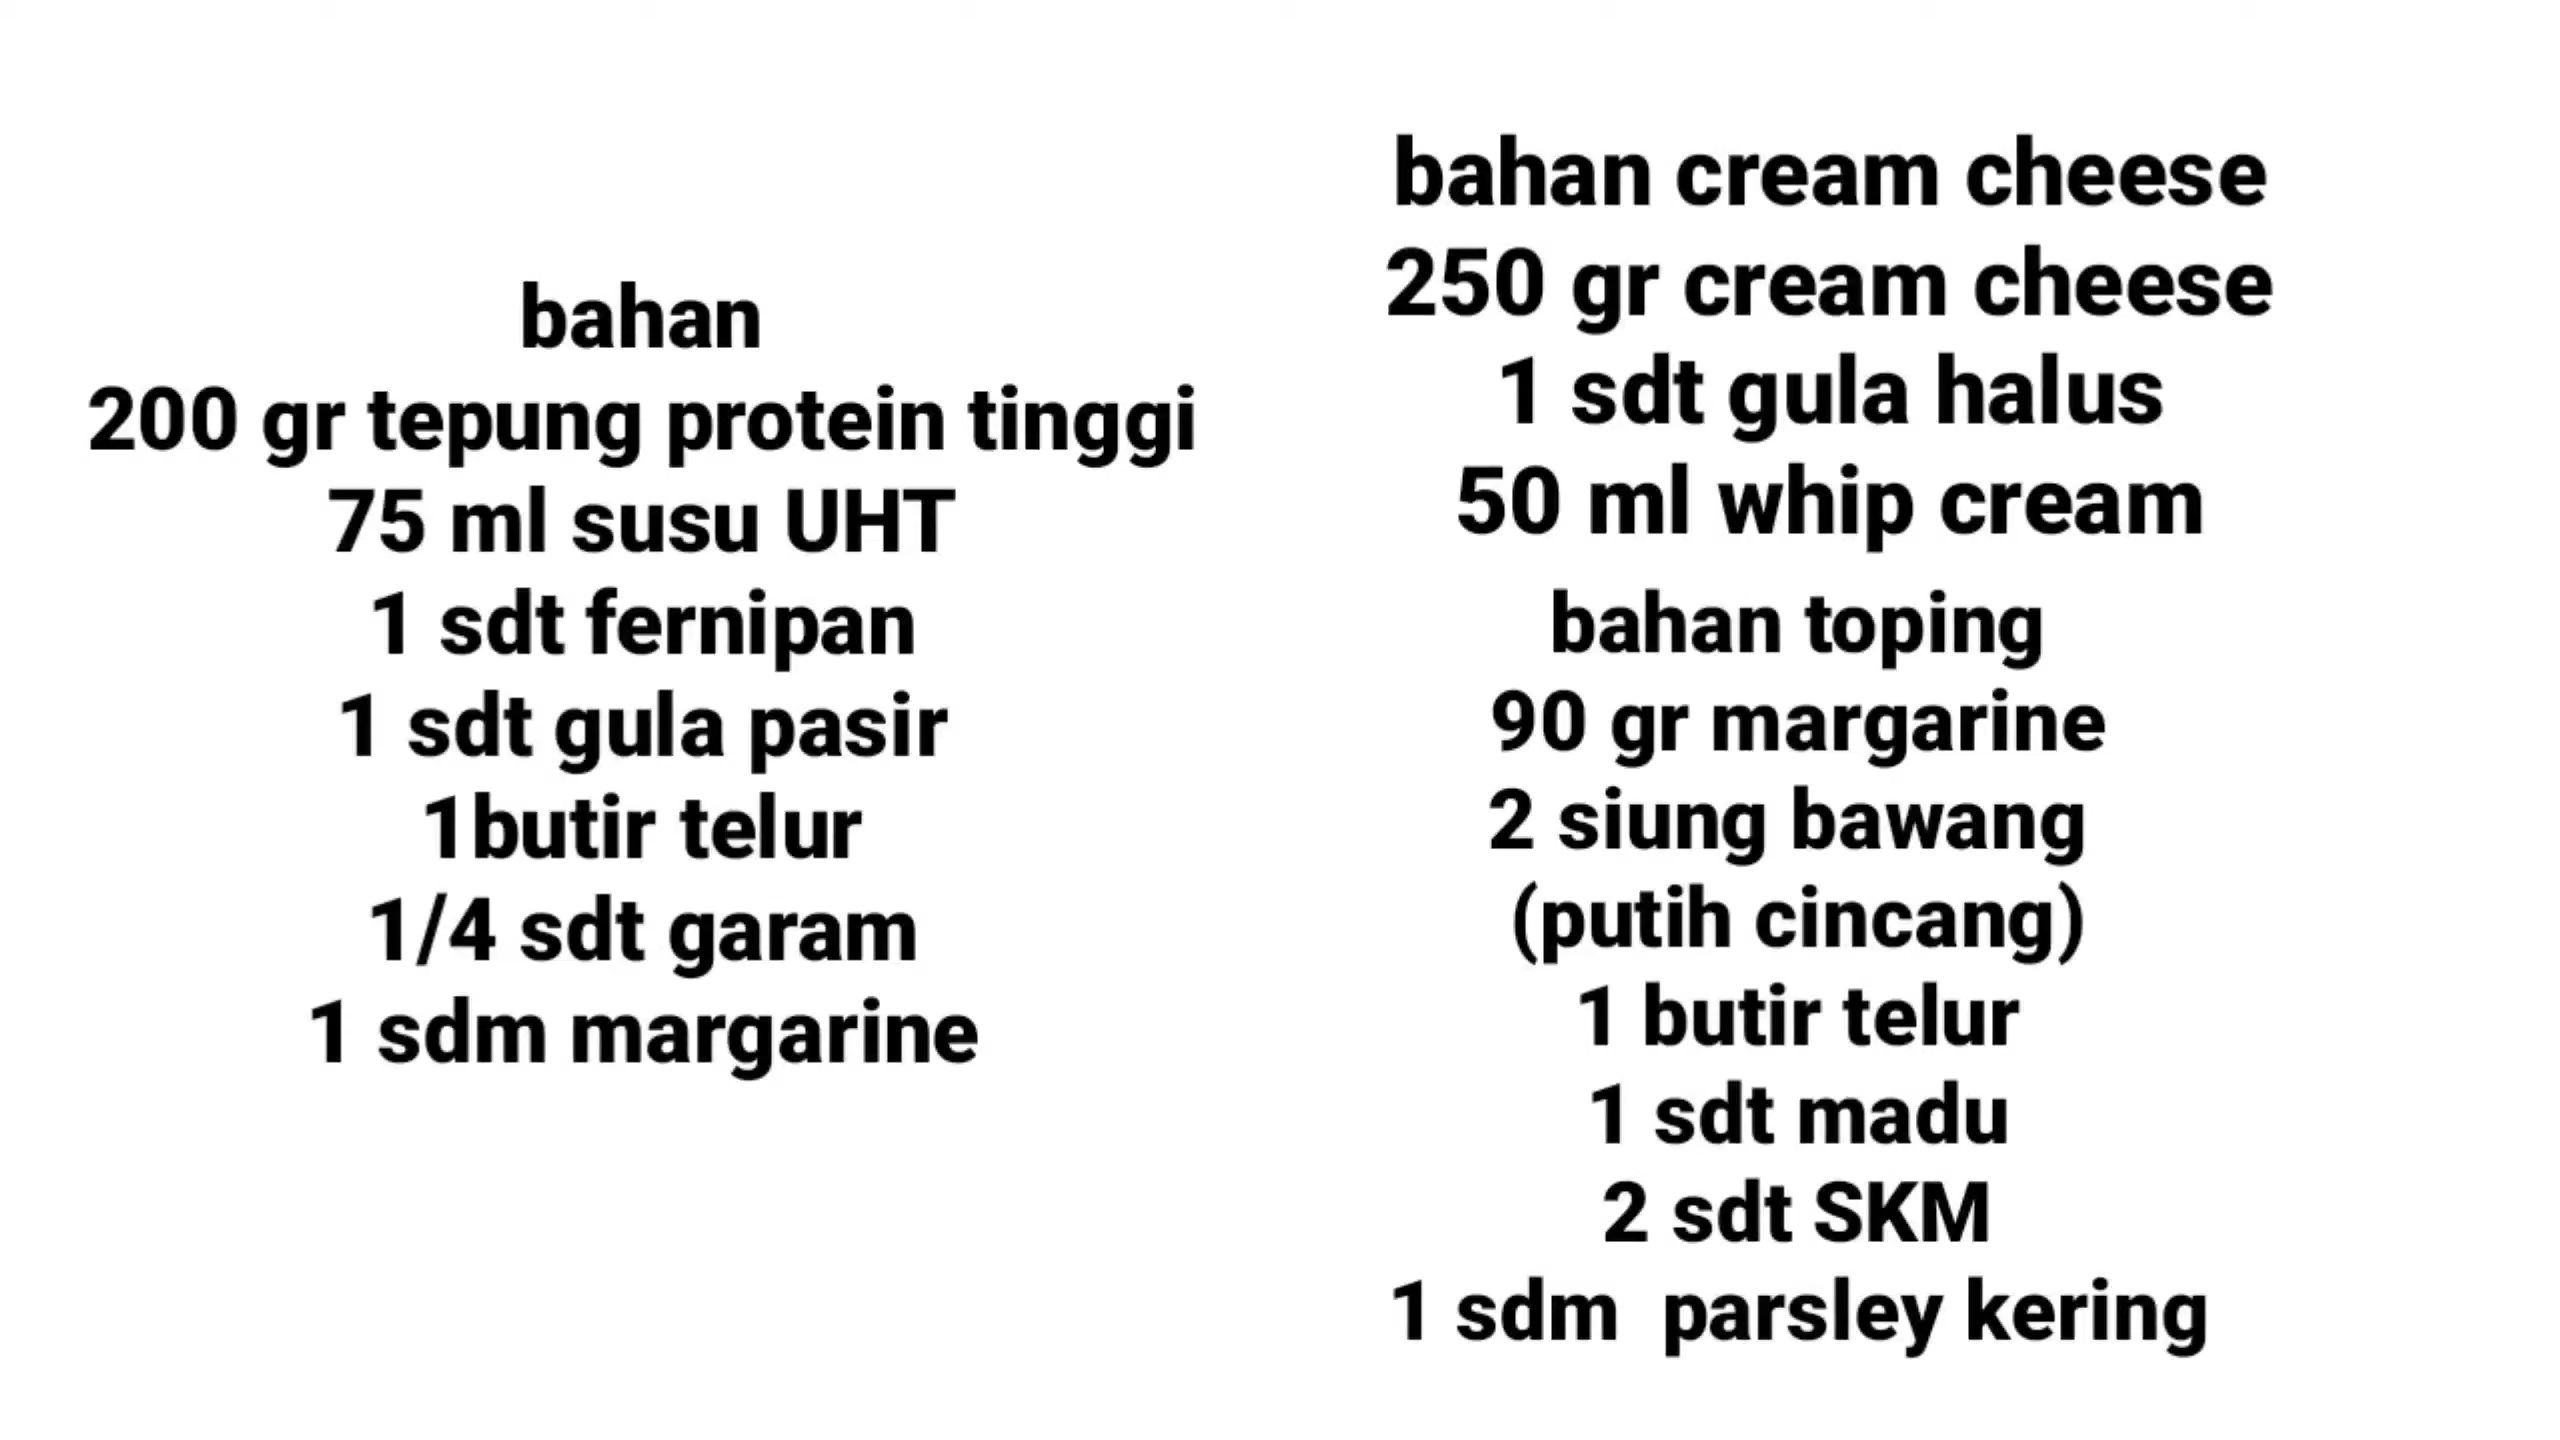 bahan
200 gr tepung protein tinggi
75 ml susu UHT
1 sdt fernipan
1 sdt gula pasir
1butir telur
1/4 sdt garam
1 sdm margarine
bahan cream cheese
250 gr cream cheese
1 sdt gula halus
50 ml whip cream
bahan toping
90 gr margarine
2 siung bawang
(putih cincang)
1 butir telur
1 sdt madu
2 sdt SKM
1 sdm  parsley kering